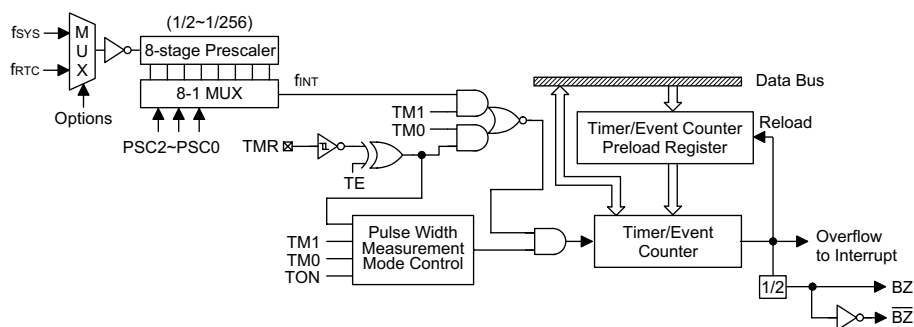 (1/2~1/256)
fSYS
M
U
X
8-stage Prescaler
fRTC
8-1 MUX
fINT
Options
PSC2~PSC0
TM1
TM0
TMR
TE
Data Bus
Timer/Event Counter
Preload Register
Reload
TM1
TM0
TON
Pulse Width
Measurement
Mode Control
Timer/Event
Counter
Overflow
to Interrupt
1/2
BZ
BZ